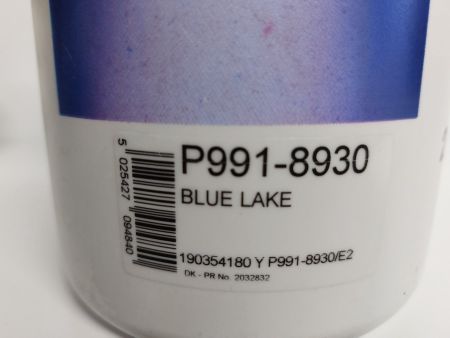 P991-8930
BLUE LAKE
5 025427 094840
190354180 Y P991-8930/E2
DK - PR No. 2032832